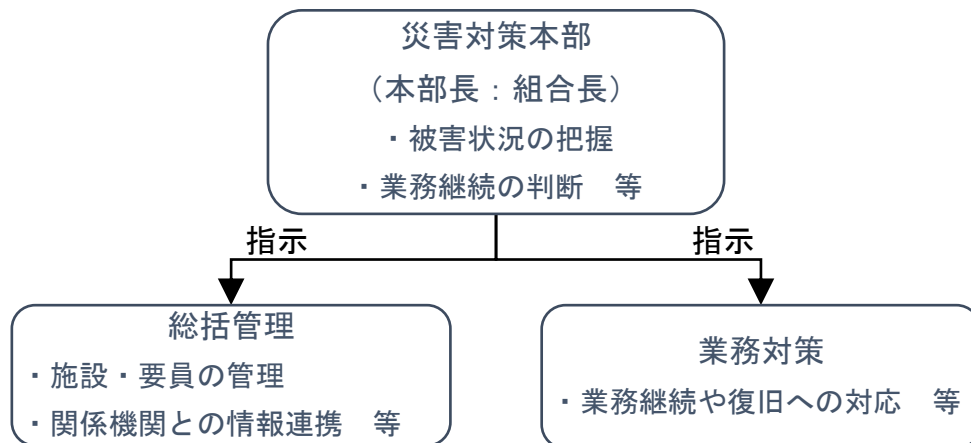 災害対策本部
（本部長：組合長）
・被害状況の把握
・業務継続の判断　等
指示
指示
総括管理
・施設・要員の管理
・関係機関との情報連携　等
業務対策
・業務継続や復旧への対応　等